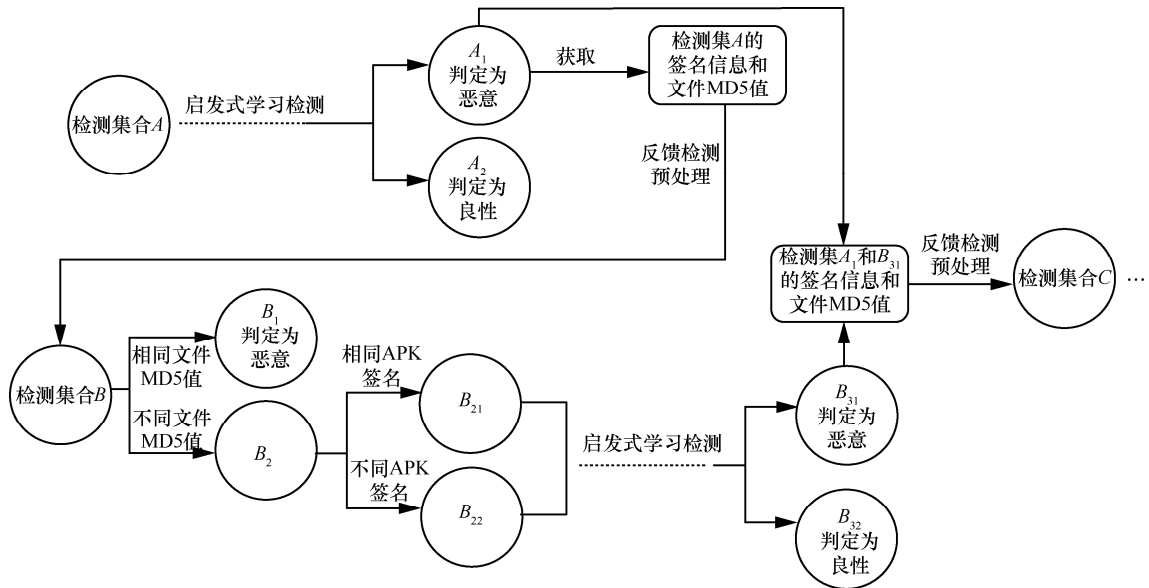 检测集合A
启发式学习检测
A1
判定为
恶意
获取
检测集A的
签名信息和
文件MD5值
A2
判定为
良性
反馈检测
预处理
检测集A1和B31
的签名信息和
文件MD5值
反馈检测
预处理
检测集合C
…
检测集合B
相同文件
MD5值
不同文件
MD5值
B1
判定为
恶意
B2
相同APK
签名
不同APK
签名
B21
B22
启发式学习检测
B31
判定为
恶意
B32
判定为
良性